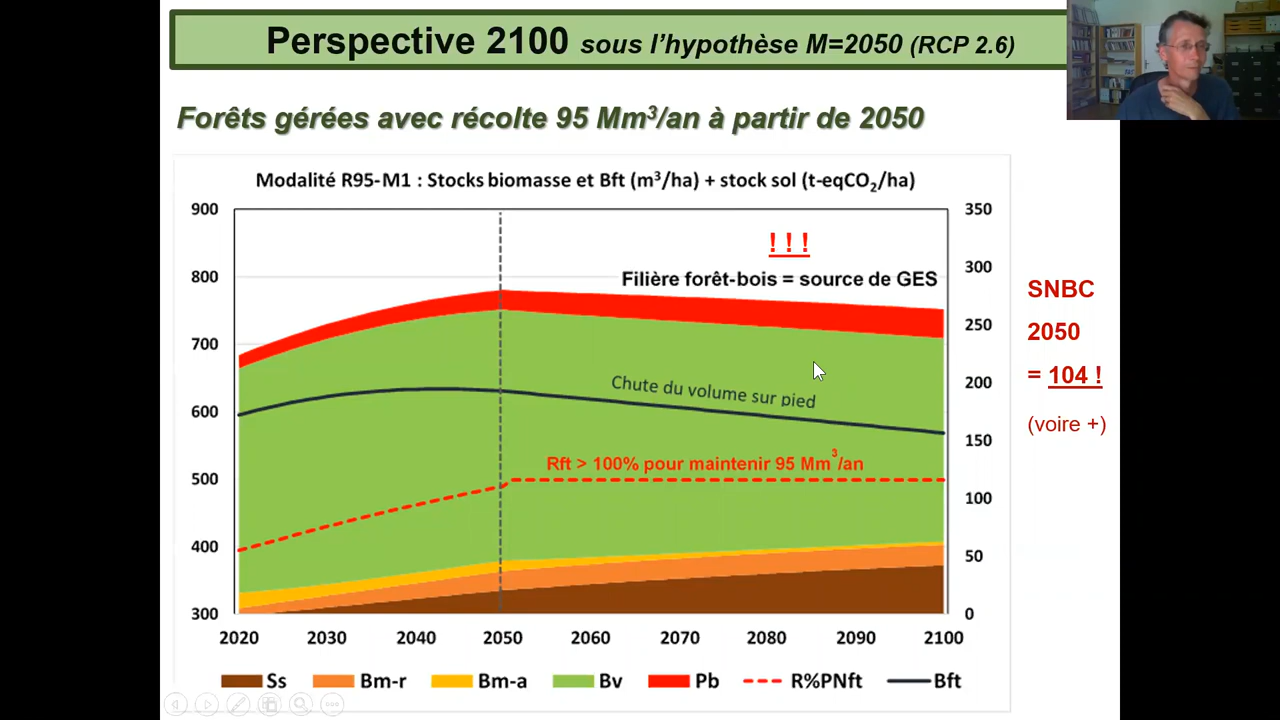 Perspective 2100 sous l'hypothèse M=2050 (RCP 2.6)
Forêts gérées avec récolte 95 Mm³/an à partir de 2050
Modalité R95-M1 : Stocks biomasse et Bft (m³/ha) + stock sol (t-eqCO₂/ha)
900
800
700
600
500
400
300
350
300
250
200
150
100
50
0
! ! !
Filière forêt-bois = source de GES
Chute du volume sur pied
Rft > 100% pour maintenir 95 Mm³/an
2020 2030 2040 2050 2060 2070 2080 2090 2100
Ss Bm-r Bm-a Bv Pb R%PNft Bft
SNBC
2050
= 104 !
(voire +)